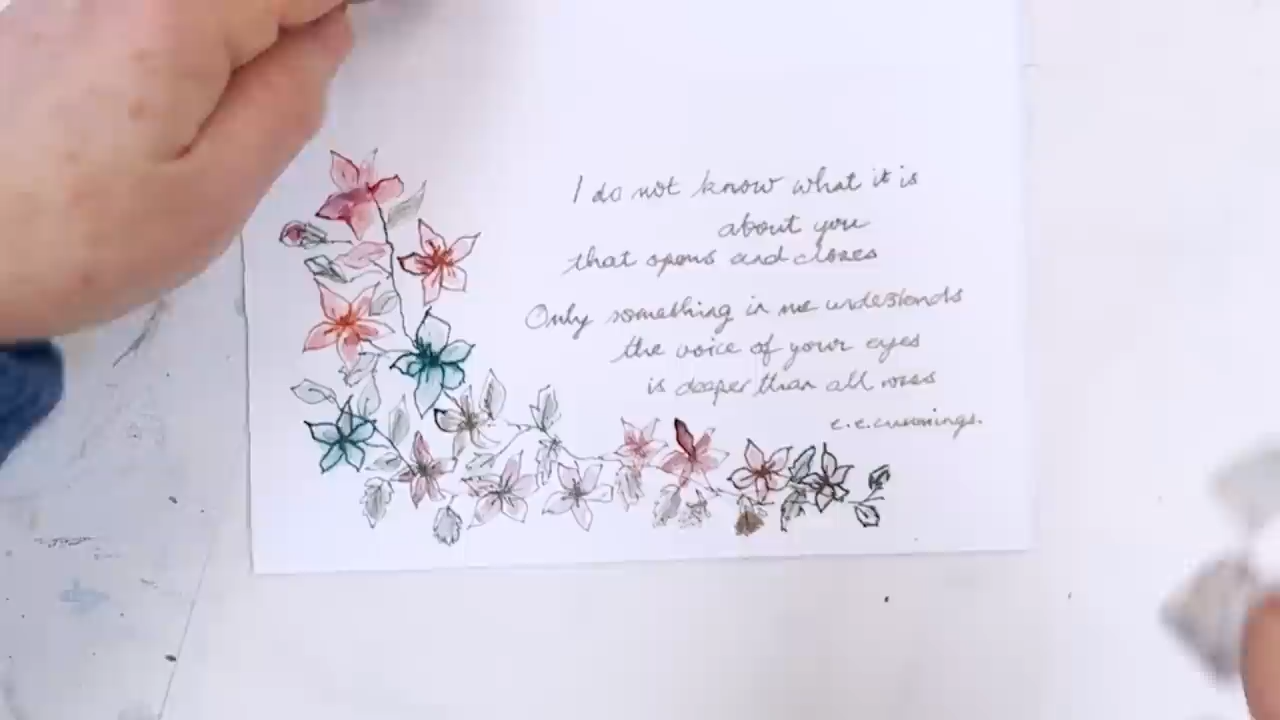 I do not know what it is
about you
that opens and closes
Only something in me understands
the voice of your eyes
is deeper than all roses
e.e.cummings.